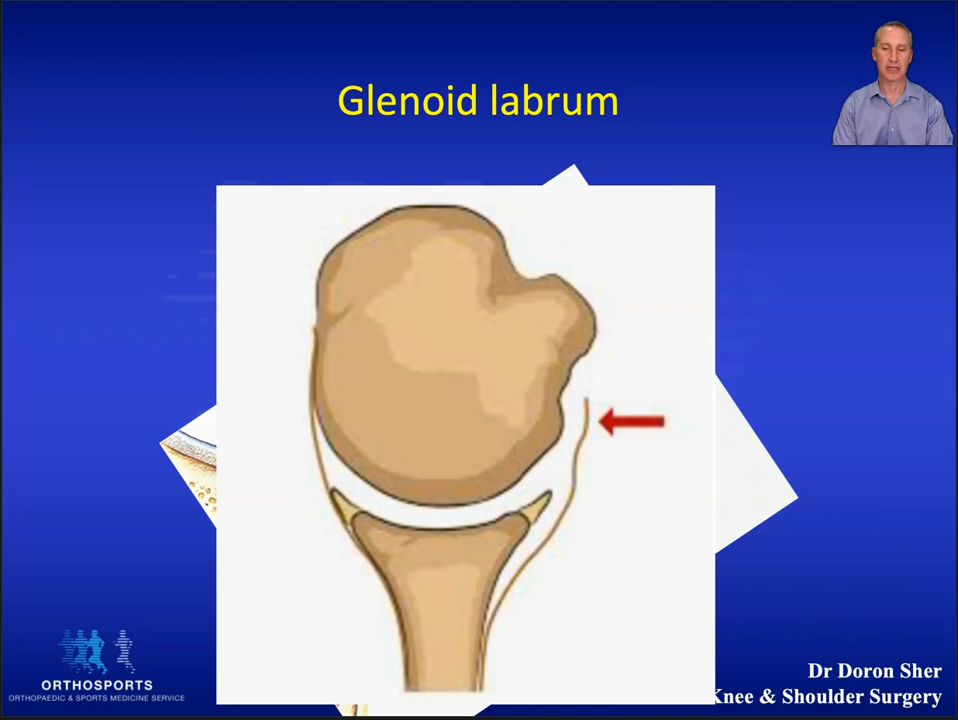 Glenoid labrum
ORTHOSPORTS
ORTHOPAEDIC & SPORTS MEDICINE SERVICE
Dr Doron Sher
Knee & Shoulder Surgery